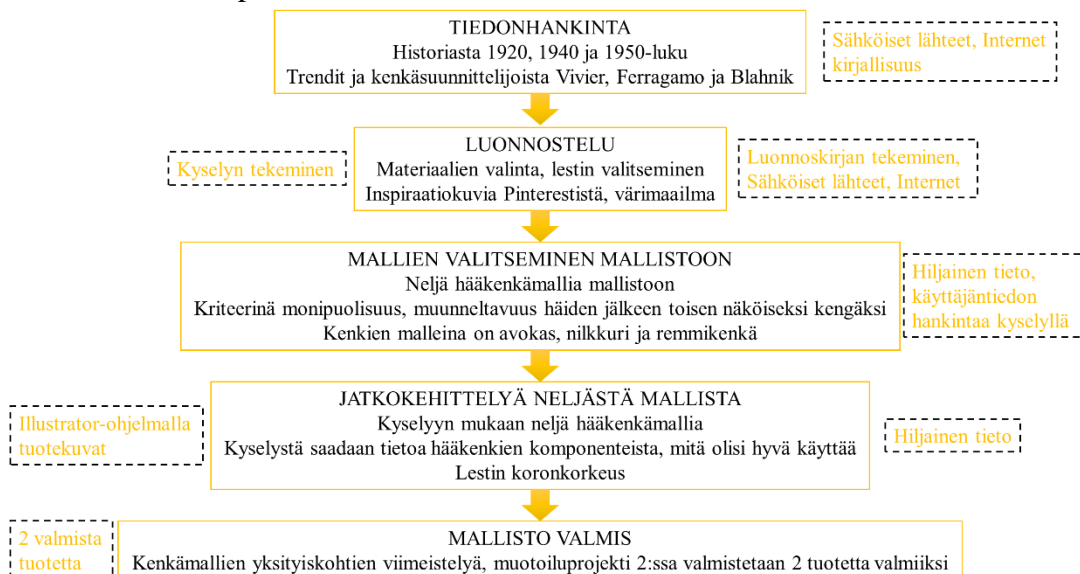 TIEDONHANKINTA
Historiasta 1920, 1940 ja 1950-luku
Trendit ja kenkäsuunnittelijoista Vivier, Ferragamo ja Blahnik
Sähköiset lähteet, Internet
kirjallisuus
Kyselyn tekeminen
LUONNOSTELU
Materiaalien valinta, lestin valitseminen
Inspiraatiokuvia Pinterestistä, värimaailma
Luonnoskirjan tekeminen,
Sähköiset lähteet, Internet
MALLIEN VALITSEMINEN MALLISTOON
Neljä hääkenkämallia mallistoon
Kriteerinä monipuolisuus, muunneltavuus häiden jälkeen toisen näköiseksi kengäksi
Kenkien malleina on avokas, nilkkuri ja remmikenkä
Hiljainen tieto,
käyttäjäntiedon
hankintaa kyselyllä
Illustrator-ohjelmalla
tuotekuvat
JATKOKEHITTELYÄ NELJÄSTÄ MALLISTA
Kyselyyn mukaan neljä hääkenkämallia
Kyselystä saadaan tietoa hääkenkien komponenteista, mitä olisi hyvä käyttää
Lestin koronkorkeus
Hiljainen tieto
2 valmista
tuotetta
MALLISTO VALMIS
Kenkämallien yksityiskohtien viimeistelyä, muotoiluprojekti 2:ssa valmistetaan 2 tuotetta valmiiksi